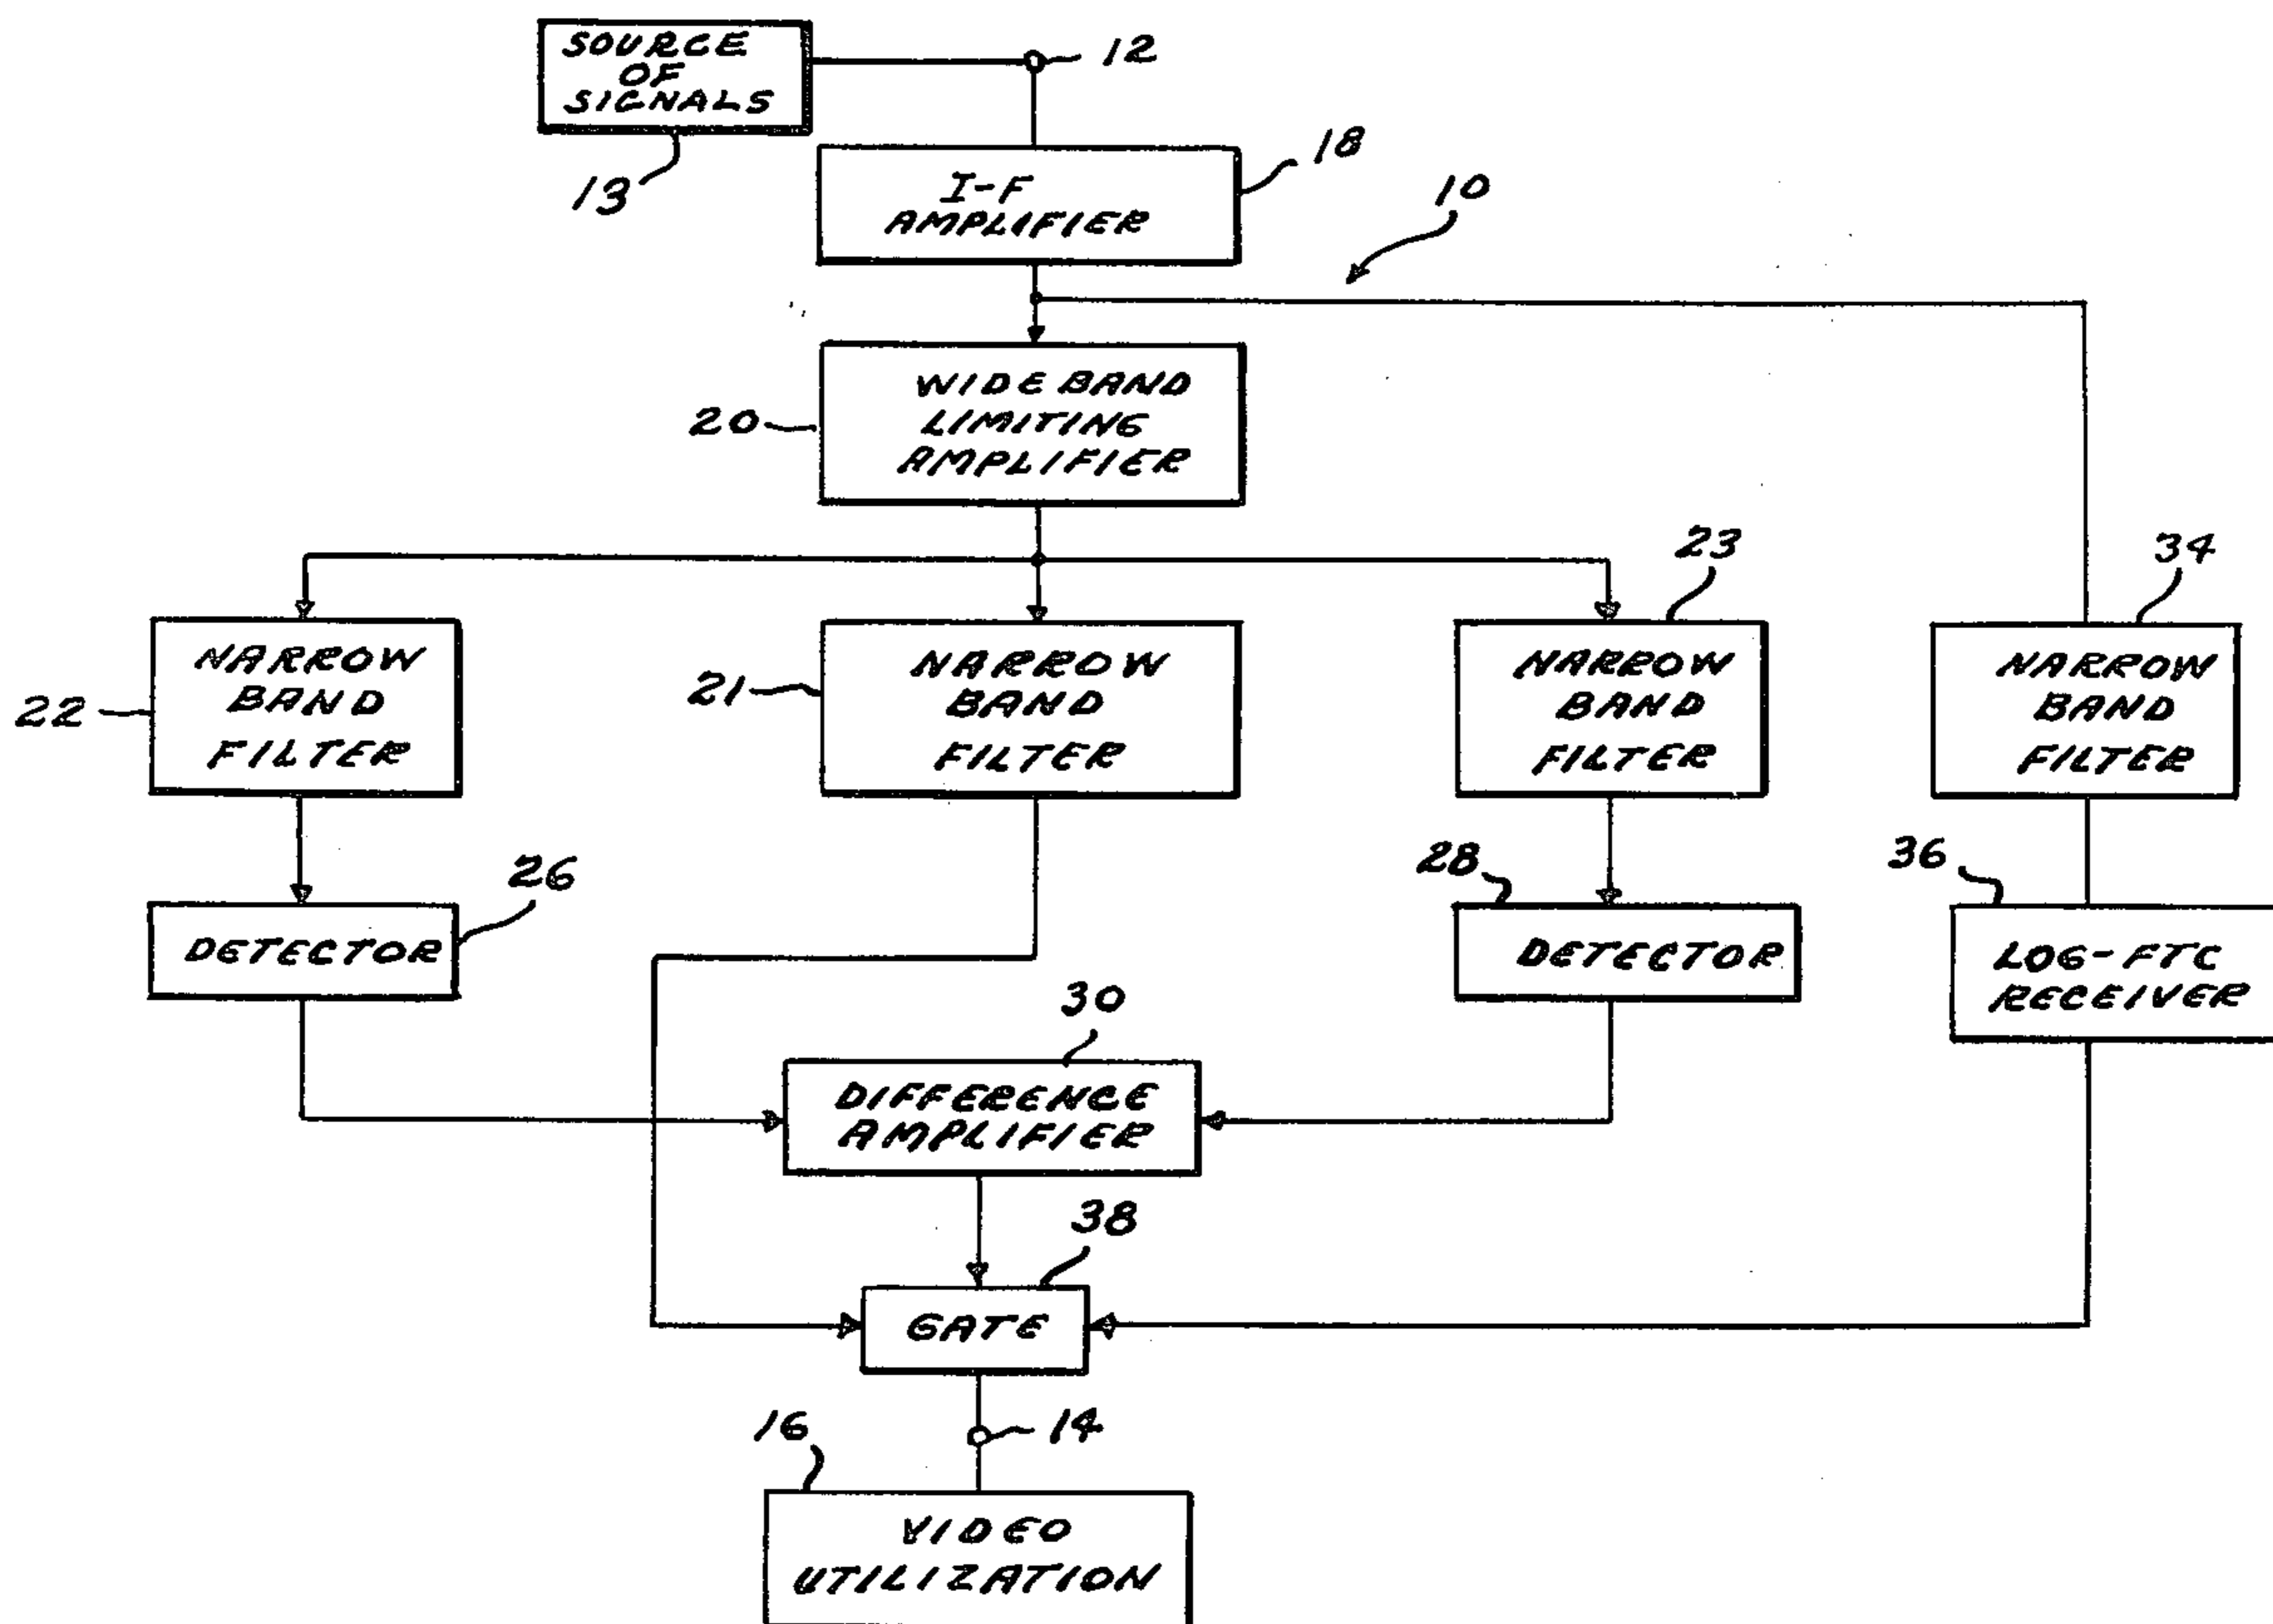 SOURCE
OF
SIGNALS
12
13
I-F
AMPLIFIER
18
10
WIDE BAND
LIMITING
AMPLIFIER
20
23
34
NARROW
BAND
FILTER
22
NARROW
BAND
FILTER
21
NARROW
BAND
FILTER
NARROW
BAND
FILTER
26
28
36
DETECTOR
DETECTOR
LOG-FTC
RECEIVER
30
DIFFERENCE
AMPLIFIER
38
GATE
14
16
VIDEO
UTILIZATION